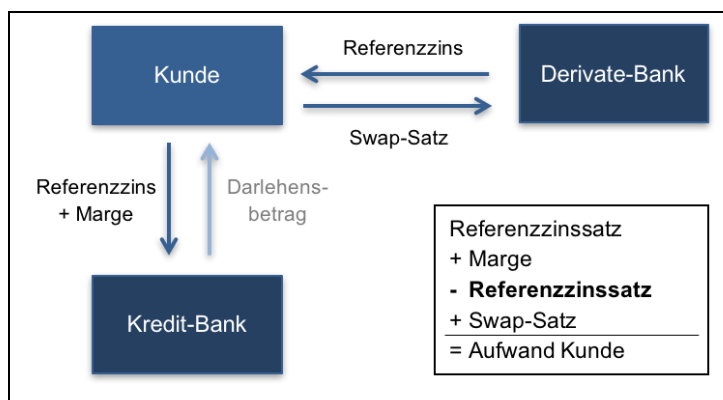 Referenzzins
Kunde
Derivate-Bank
Swap-Satz
Referenzzins
+ Marge
Darlehens-
betrag
Kredit-Bank
Referenzzinssatz
+ Marge
- Referenzzinssatz
+ Swap-Satz
= Aufwand Kunde